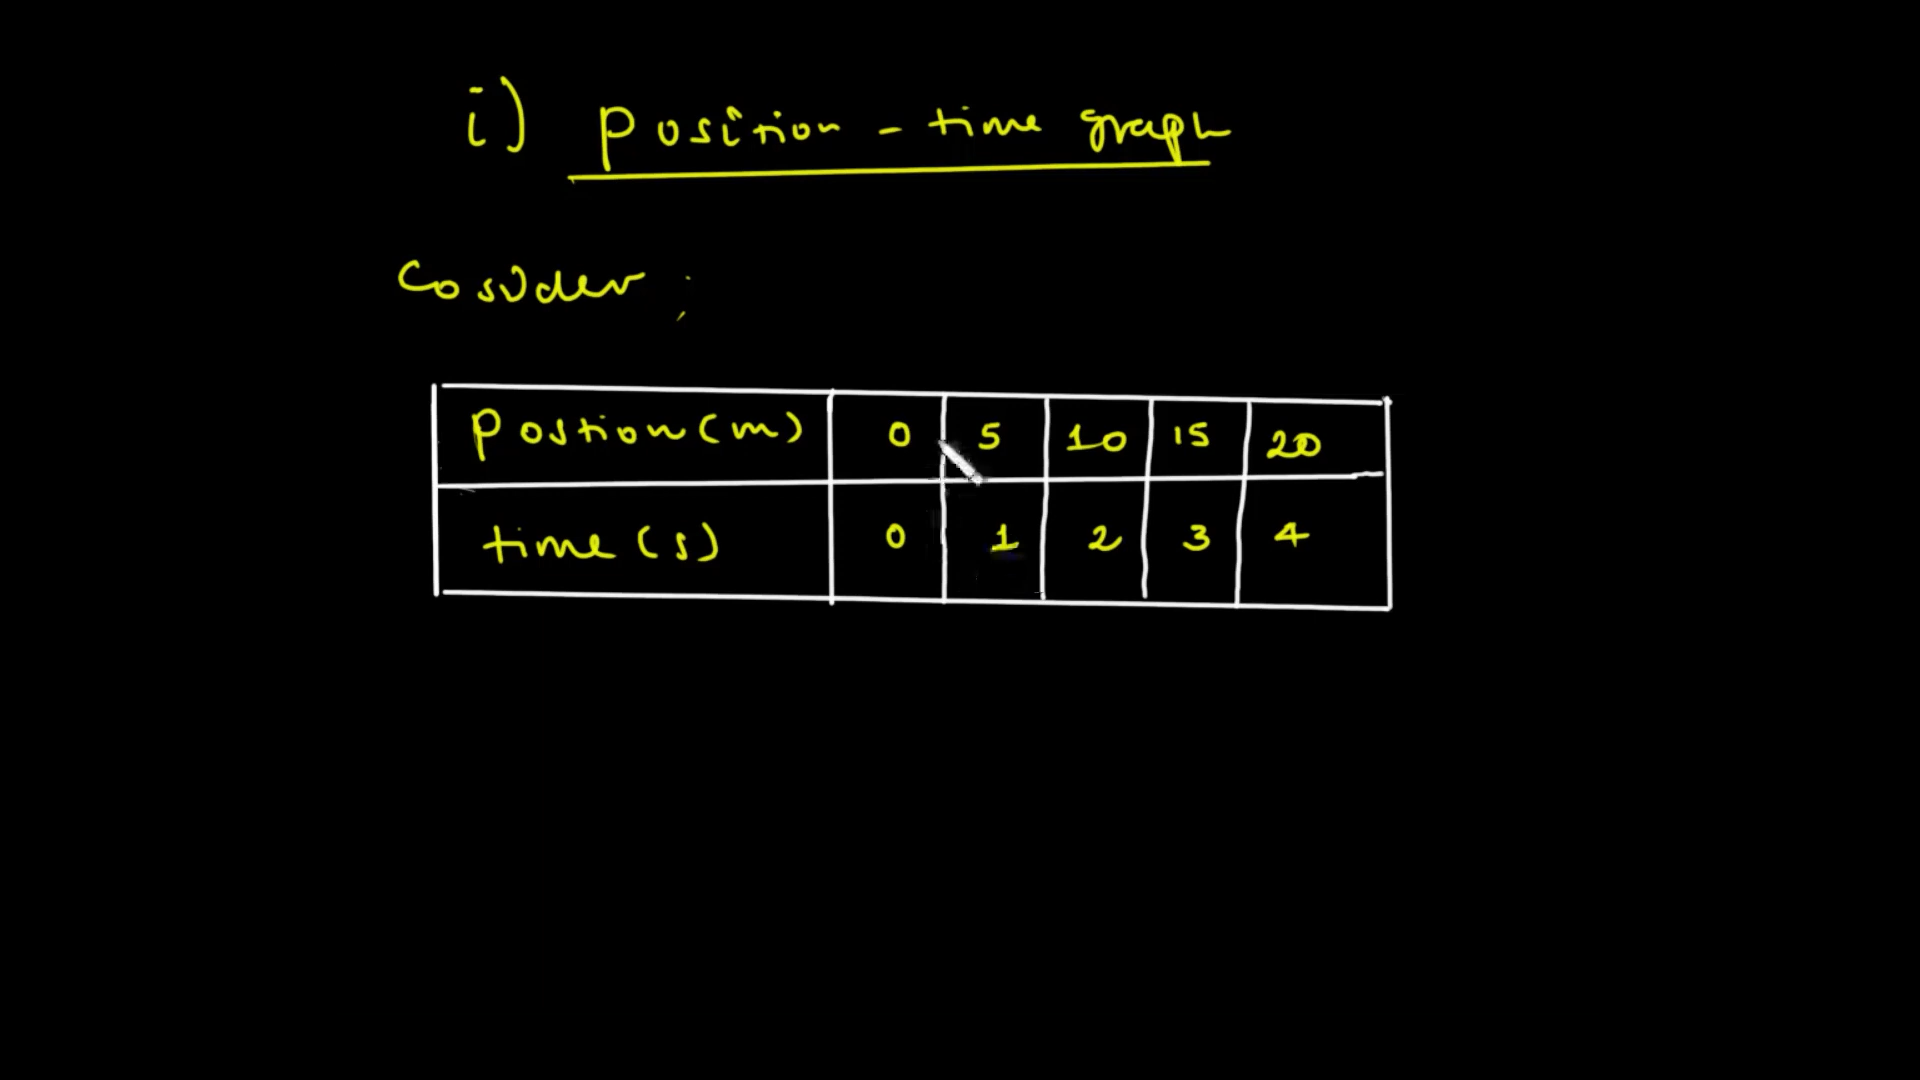 i) Position - time graph
Cosider ;
Postion (m) 0 5 10 15 20
time (s) 0 1 2 3 4